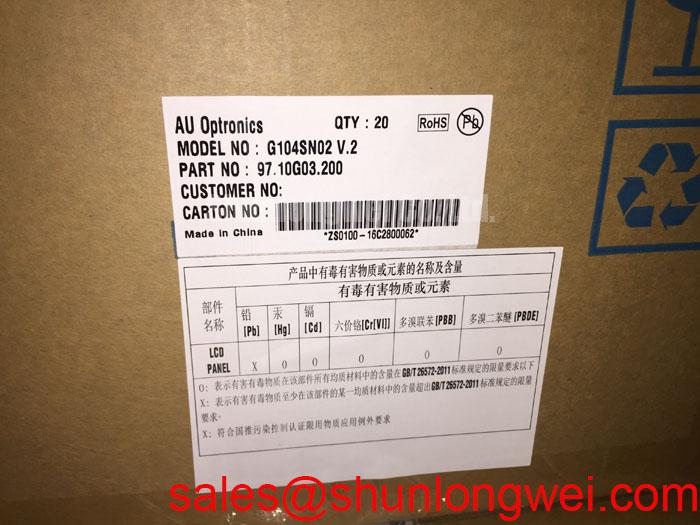 AU Optronics QTY : 20 RoHS Pb
MODEL NO : G104SN02 V.2
PART NO : 97.10G03.200
CUSTOMER NO:
CARTON NO :
Made in China *ZS0100-16C2800062*
产品中有毒有害物质或元素的名称及含量
部件名称 有毒有害物质或元素
铅[Pb] 汞[Hg] 镉[Cd] 六价铬[Cr[VI]] 多溴联苯[PBB] 多溴二苯醚[PBDE]
LCD PANEL X 0 0 0 0 0
O: 表示有害有毒物质在该部件所有均质材料中的含量在GB/T 26572-2011标准规定的限量要求以下
X: 表示有害有毒物质至少在该部件的某一均质材料中的含量超出GB/T 26572-2011标准规定的限量
要求。
X: 符合国推污染控制认证限用物质应用例外要求
sales@shunlongwei.com